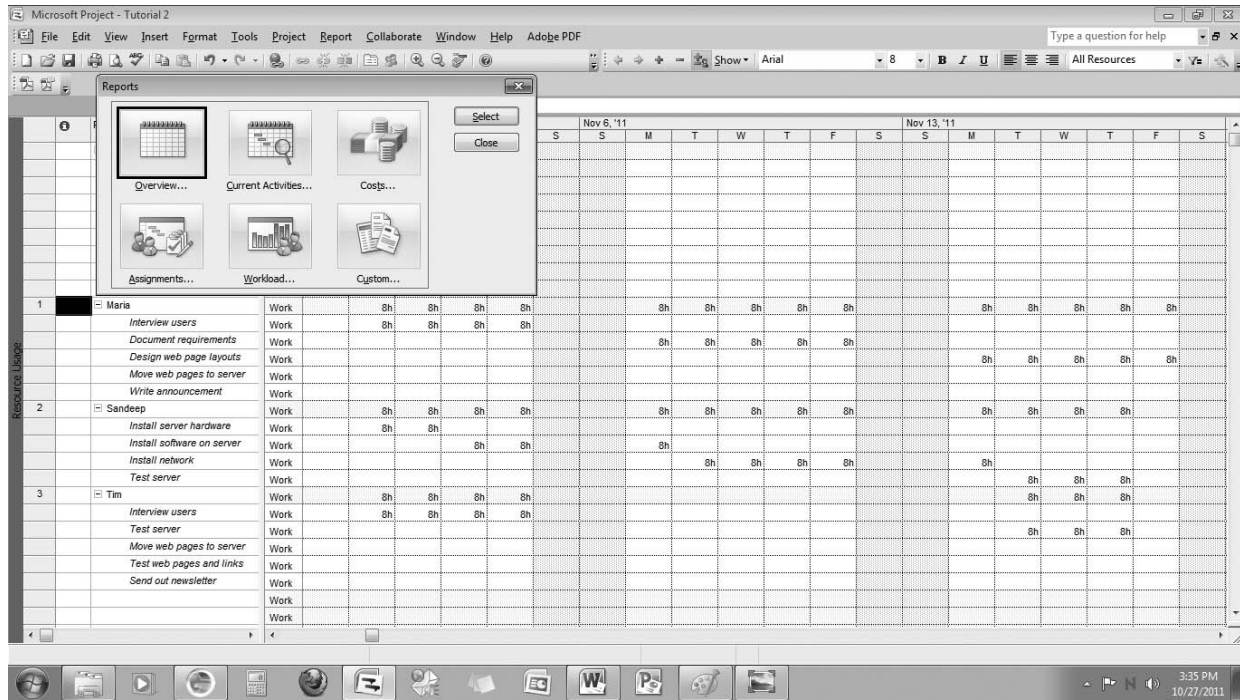 Microsoft Project - Tutorial 2
File Edit View Insert Format Tools Project Report Collaborate Window Help Adobe PDF Type a question for help
Show Arial 8 B I U All Resources
Reports
Select
Close
Overview... Current Activities... Costs...
Assignments... Workload... Custom...
Nov 6, '11 Nov 13, '11
S S M T W T F S S M T W T F S
1 Maria Work 8h 8h 8h 8h 8h 8h 8h 8h 8h 8h 8h 8h 8h 8h
Interview users Work 8h 8h 8h 8h
Document requirements Work 8h 8h 8h 8h 8h
Design web page layouts Work 8h 8h 8h 8h 8h
Move web pages to server Work
Write announcement Work
2 Sandeep Work 8h 8h 8h 8h 8h 8h 8h 8h 8h 8h 8h 8h 8h
Install server hardware Work 8h 8h
Install software on server Work 8h 8h 8h
Install network Work 8h 8h 8h 8h 8h
Test server Work 8h 8h 8h
3 Tim Work 8h 8h 8h 8h 8h 8h 8h
Interview users Work 8h 8h 8h 8h
Test server Work 8h 8h 8h
Move web pages to server Work
Test web pages and links Work
Send out newsletter Work
Work
Work
Resource Usage
3:35 PM
10/27/2011